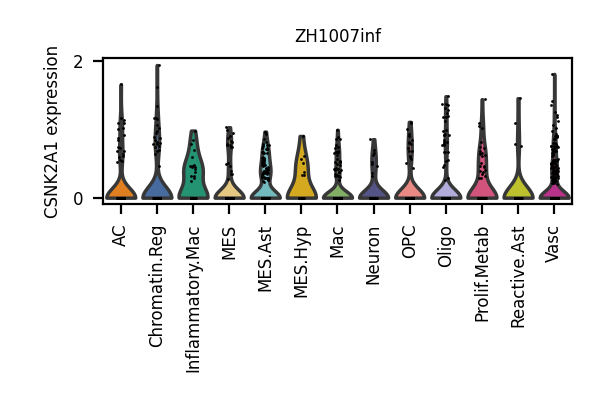 ZH1007inf
CSNK2A1 expression
2
0
AC
Chromatin.Reg
Inflammatory.Mac
MES
MES.Ast
MES.Hyp
Mac
Neuron
OPC
Oligo
Prolif.Metab
Reactive.Ast
Vasc